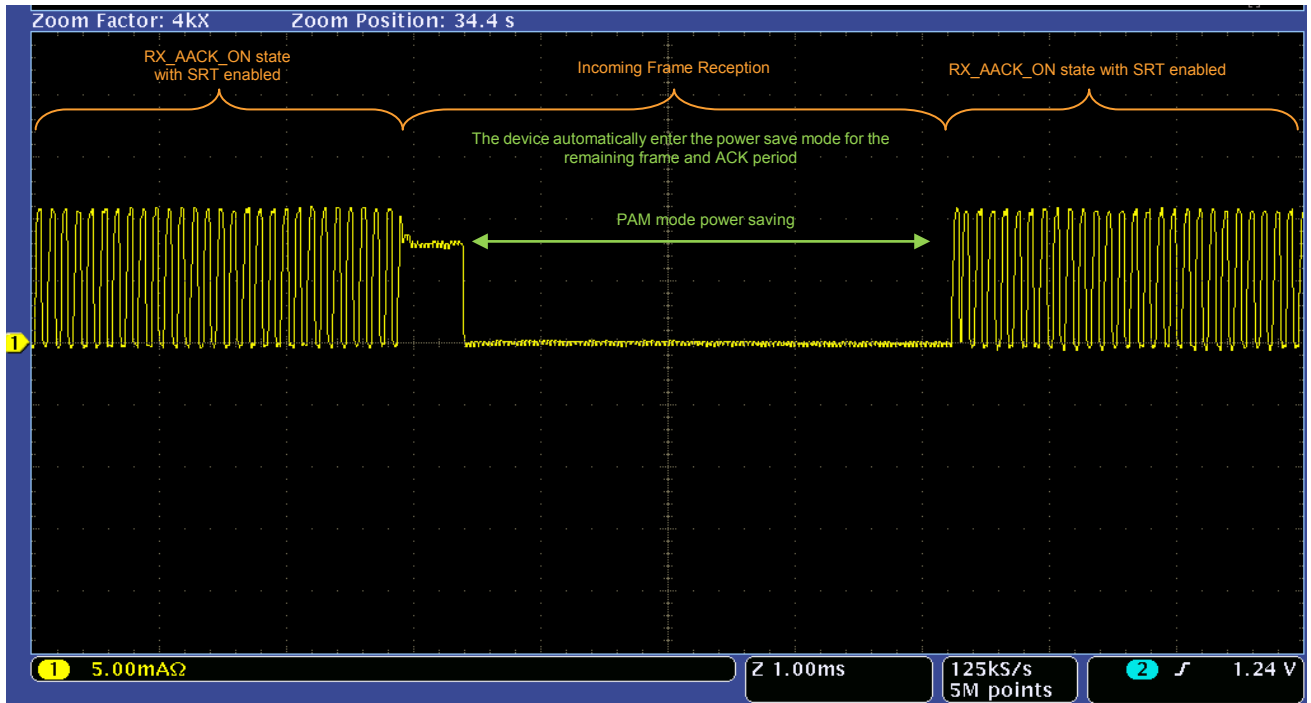 Zoom Factor: 4kX Zoom Position: 34.4 s
RX_AACK_ON state
with SRT enabled
Incoming Frame Reception
RX_AACK_ON state with SRT enabled
The device automatically enter the power save mode for the
remaining frame and ACK period
PAM mode power saving
1
1 5.00mAΩ
Z 1.00ms
125kS/s
5M points
2 1.24 V